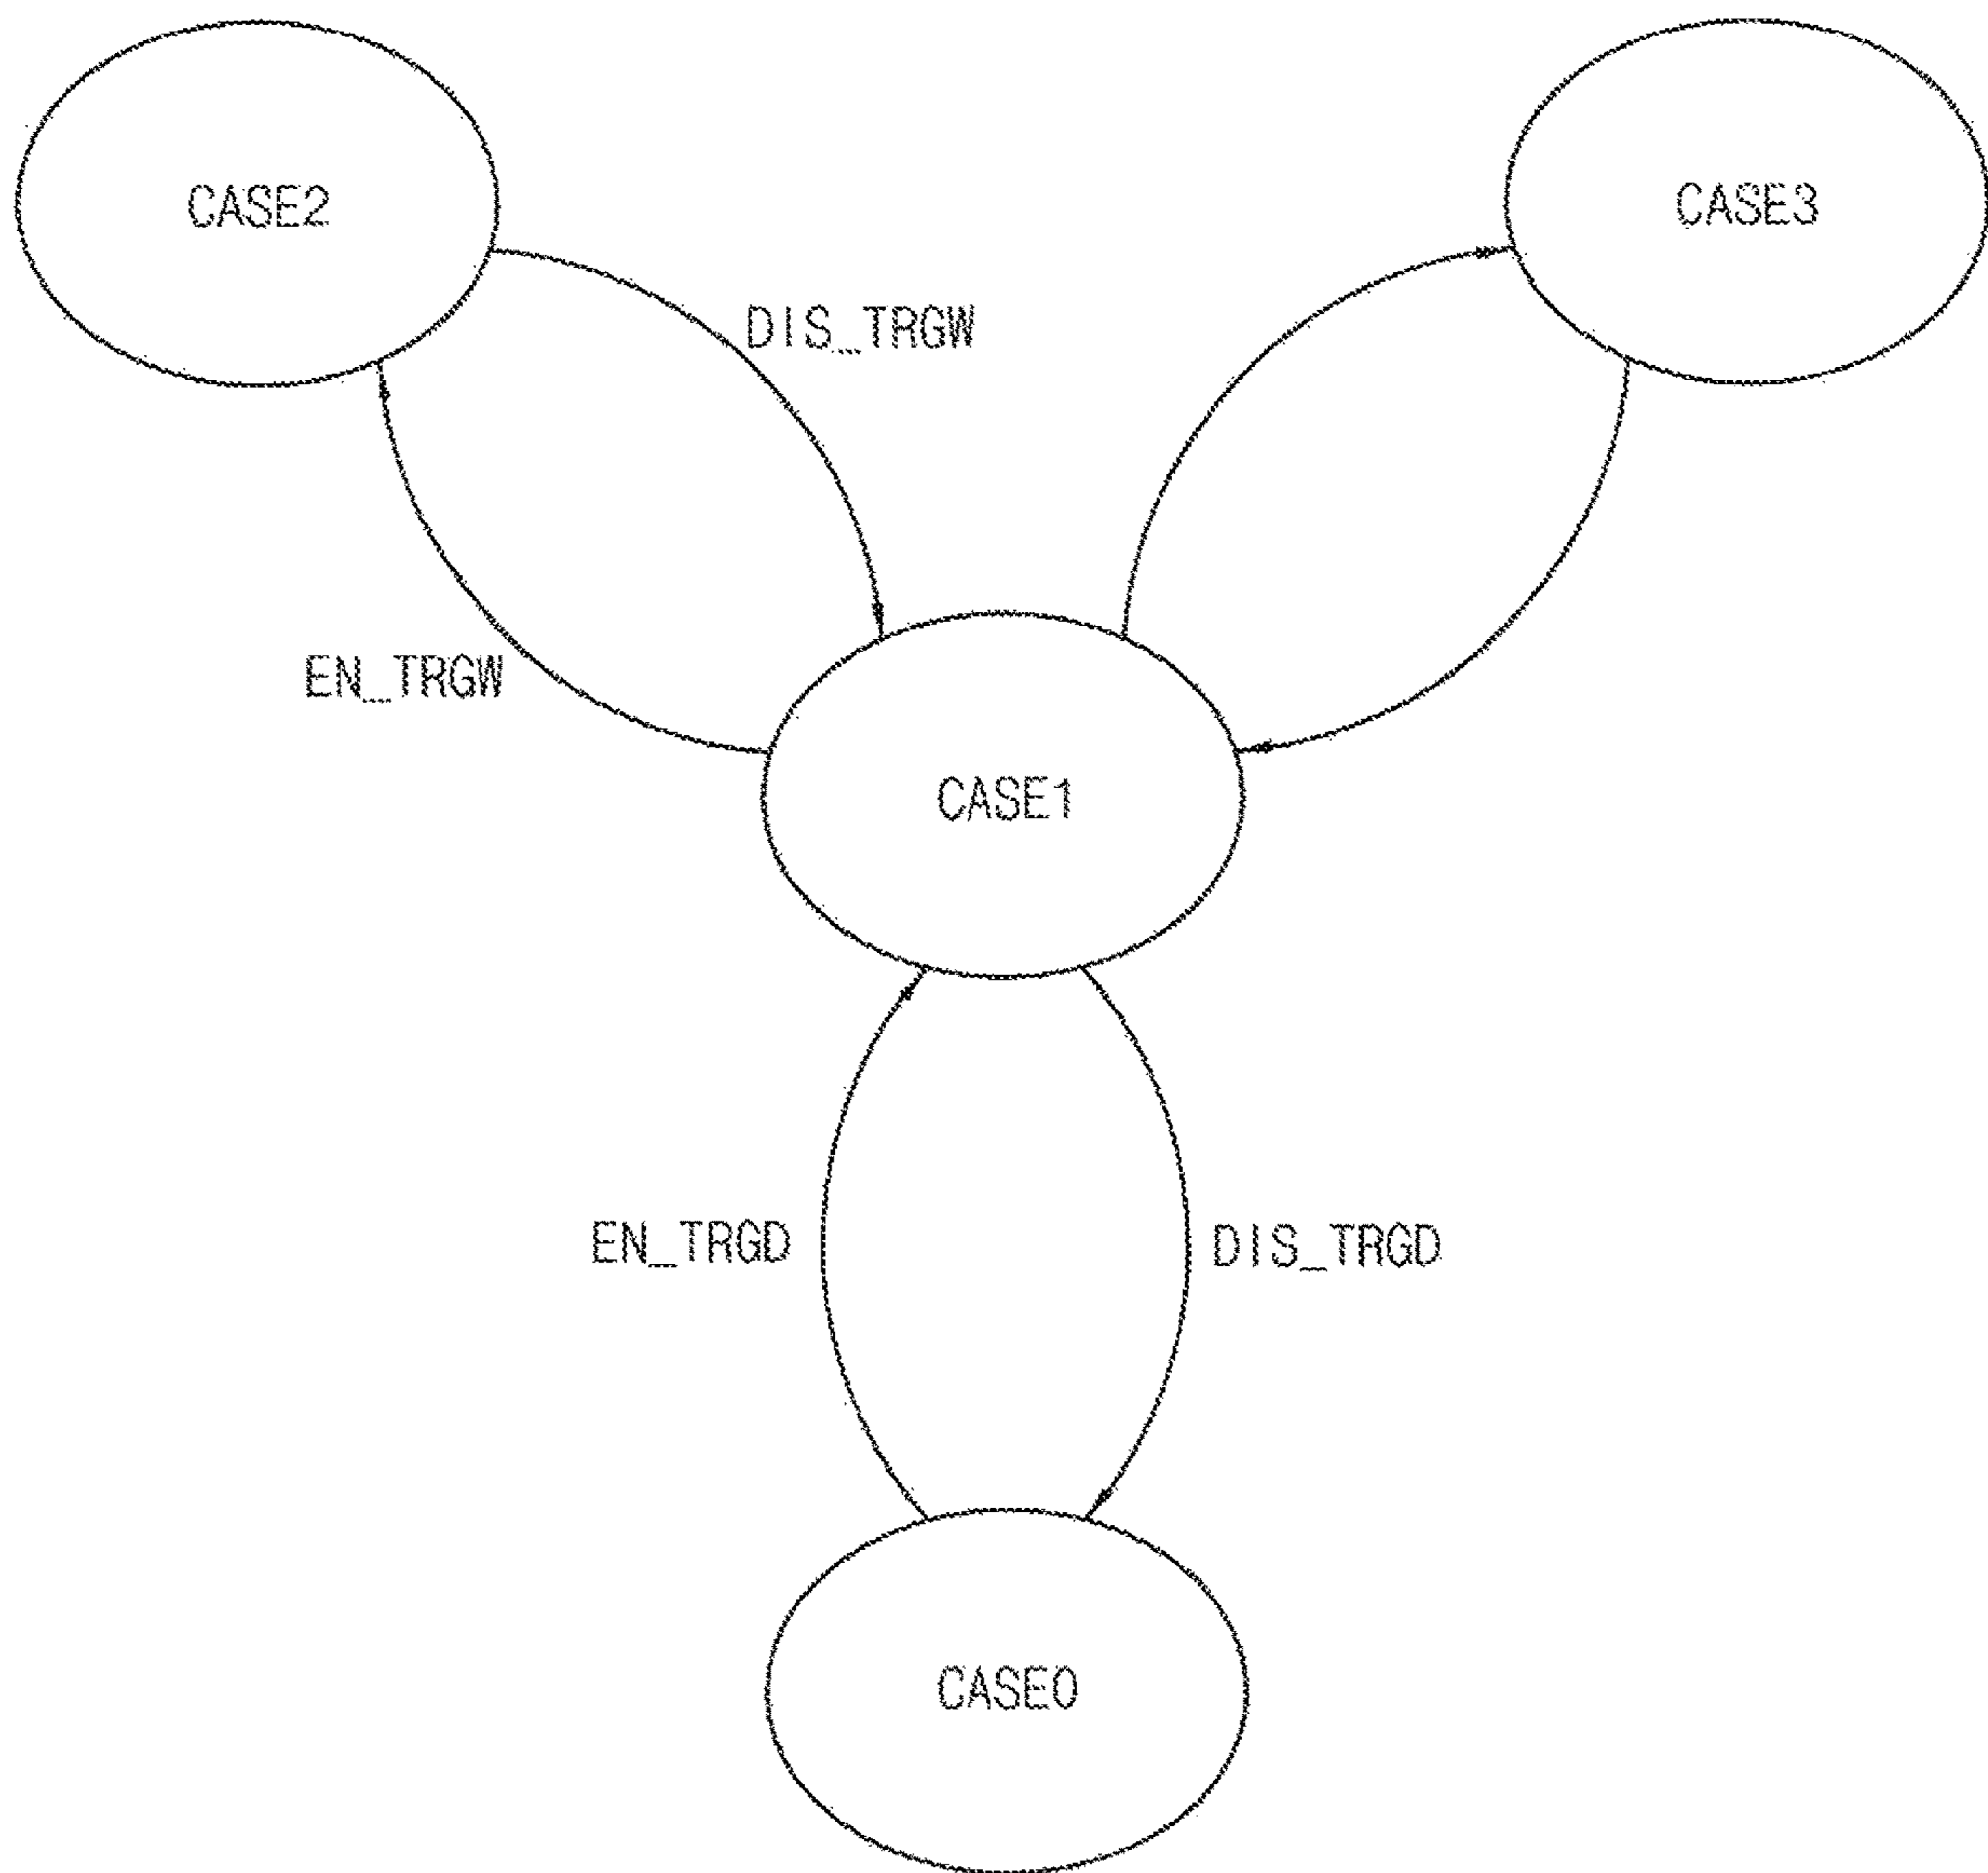 CASE2
CASE3
DIS_TRGW
EN_TRGW
CASE1
EN_TRGD
DIS_TRGD
CASE0